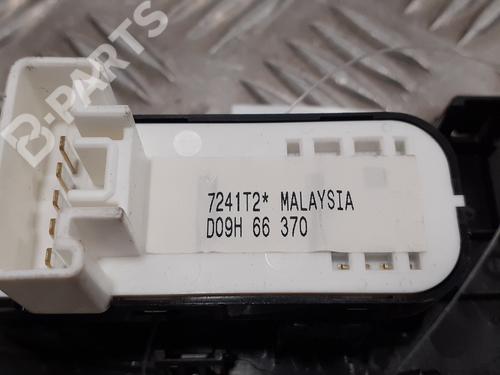 B-PARTS
7241T2* MALAYSIA
D09H 66 370